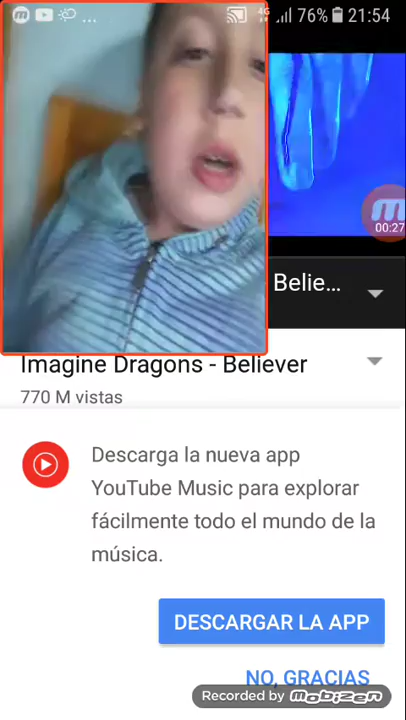 4G 76% 21:54
00:27
Belie...
Imagine Dragons - Believer
770 M vistas
Descarga la nueva app
YouTube Music para explorar
fácilmente todo el mundo de la
música.
DESCARGAR LA APP
NO, GRACIAS
Recorded by mobizen